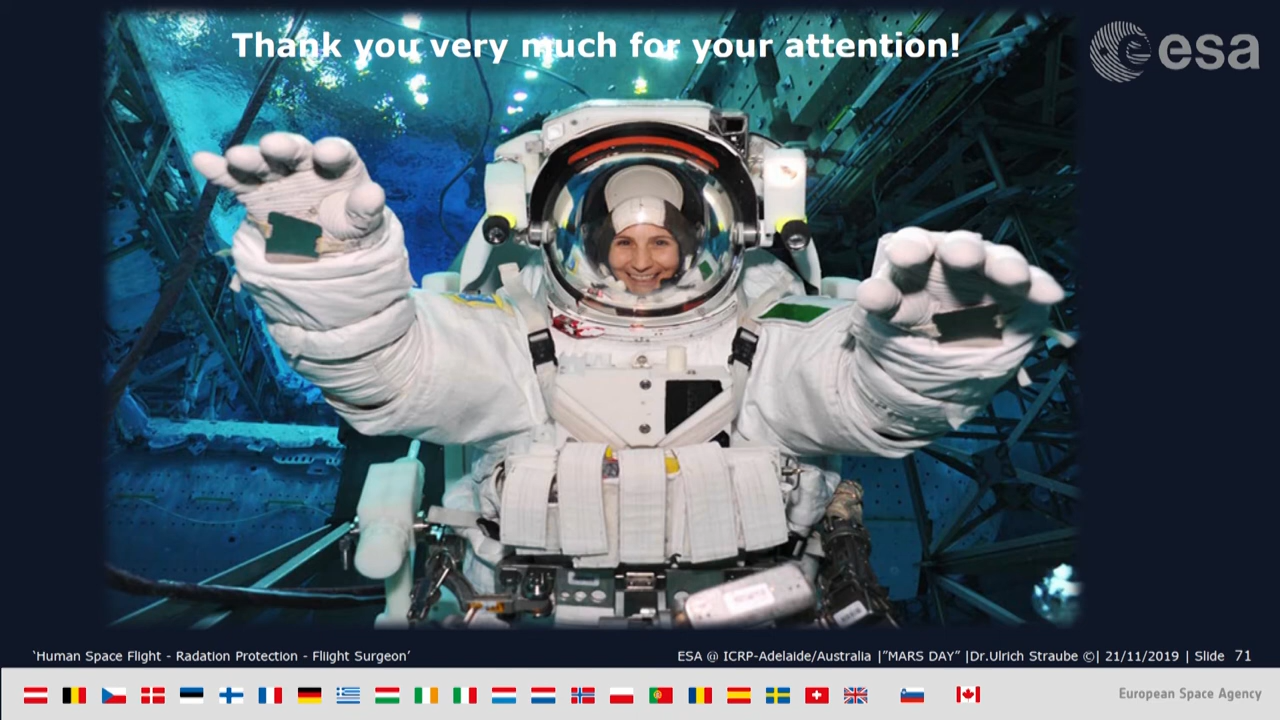 Thank you very much for your attention!
esa
‘Human Space Flight - Radation Protection - Fliight Surgeon’
ESA @ ICRP-Adelaide/Australia |”MARS DAY” |Dr.Ulrich Straube ©| 21/11/2019 | Slide 71
European Space Agency